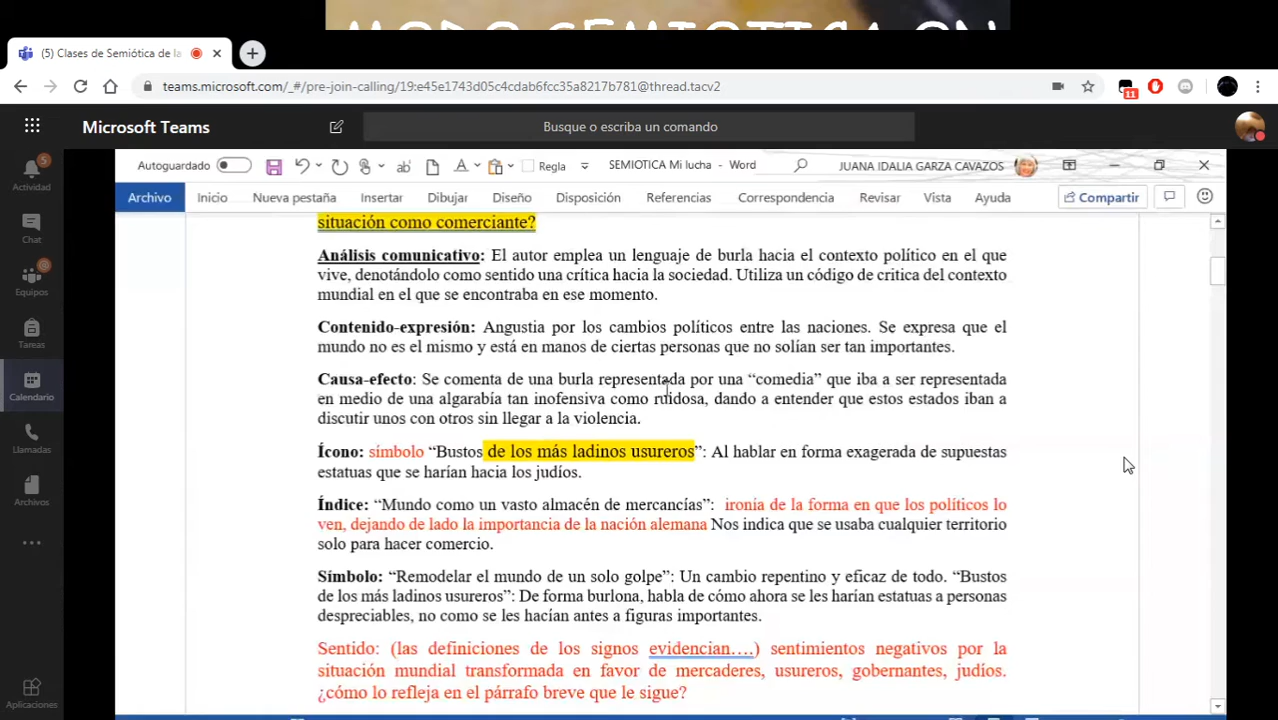 MODO SEMIOTICA ON
(5) Clases de Semiótica de la
teams.microsoft.com/_#/pre-join-calling/19:e45e1743d05c4cdab6fcc35a8217b781@thread.tacv2
11
Microsoft Teams
Busque o escriba un comando
Actividad
5
Chat
Equipos
Tareas
Calendario
Llamadas
Archivos
Aplicaciones
Autoguardado
Regla
SEMIOTICA Mi lucha - Word
JUANA IDALIA GARZA CAVAZOS
Archivo Inicio Nueva pestaña Insertar Dibujar Diseño Disposición Referencias Correspondencia Revisar Vista Ayuda Compartir
situación como comerciante?
Análisis comunicativo: El autor emplea un lenguaje de burla hacia el contexto político en el que
vive, denotándolo como sentido una crítica hacia la sociedad. Utiliza un código de critica del contexto
mundial en el que se encontraba en ese momento.
Contenido-expresión: Angustia por los cambios políticos entre las naciones. Se expresa que el
mundo no es el mismo y está en manos de ciertas personas que no solían ser tan importantes.
Causa-efecto: Se comenta de una burla representada por una “comedia” que iba a ser representada
en medio de una algarabía tan inofensiva como ruidosa, dando a entender que estos estados iban a
discutir unos con otros sin llegar a la violencia.
Ícono: símbolo “Bustos de los más ladinos usureros”: Al hablar en forma exagerada de supuestas
estatuas que se harían hacia los judíos.
Índice: “Mundo como un vasto almacén de mercancías”: ironía de la forma en que los políticos lo
ven, dejando de lado la importancia de la nación alemana Nos indica que se usaba cualquier territorio
solo para hacer comercio.
Símbolo: “Remodelar el mundo de un solo golpe”: Un cambio repentino y eficaz de todo. “Bustos
de los más ladinos usureros”: De forma burlona, habla de cómo ahora se les harían estatuas a personas
despreciables, no como se les hacían antes a figuras importantes.
Sentido: (las definiciones de los signos evidencian….) sentimientos negativos por la
situación mundial transformada en favor de mercaderes, usureros, gobernantes, judíos.
¿cómo lo refleja en el párrafo breve que le sigue?